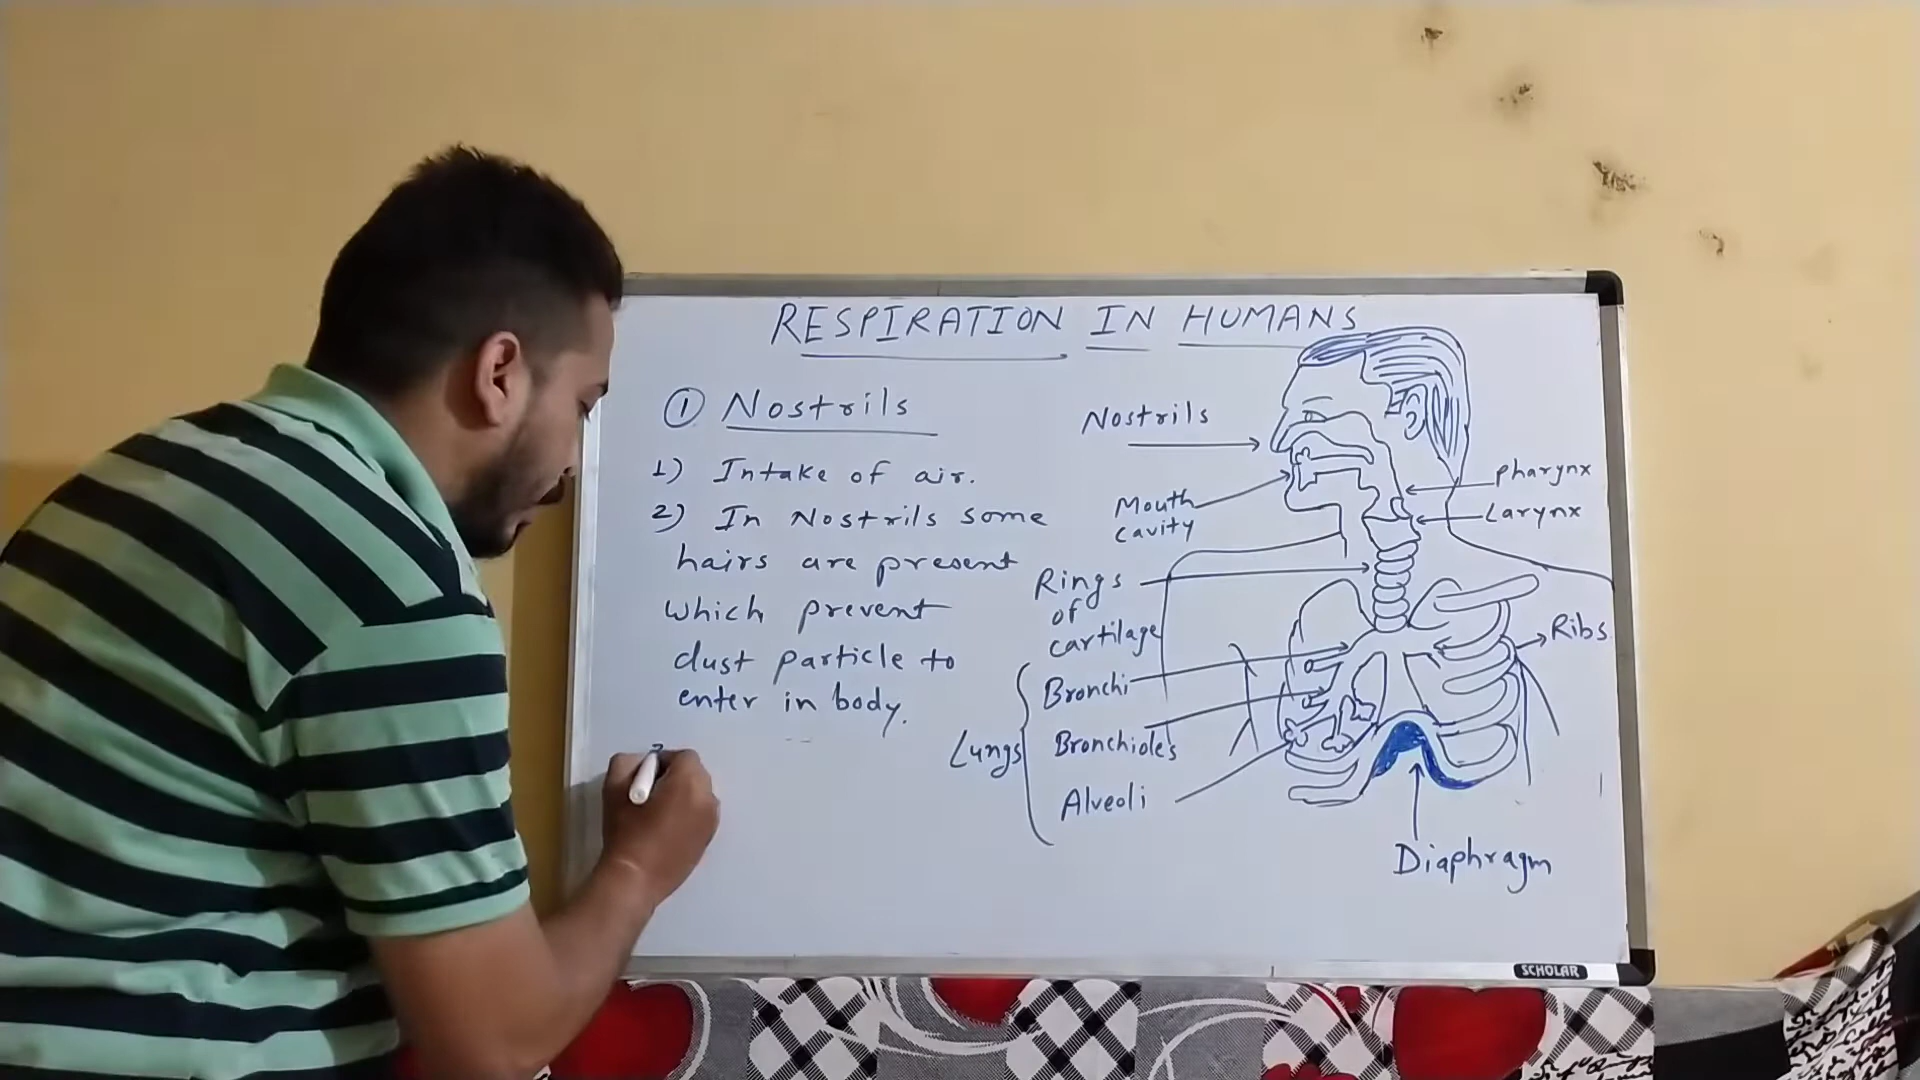 RESPIRATION IN HUMANS
① Nostrils
1) Intake of air.
2) In Nostrils some
hairs are present
which prevent
dust particle to
enter in body.
Nostrils
Mouth
cavity
pharynx
Larynx
Rings
of
cartilage
Ribs
Bronchi
Lungs
Bronchioles
Alveoli
Diaphragm
SCHOLAR